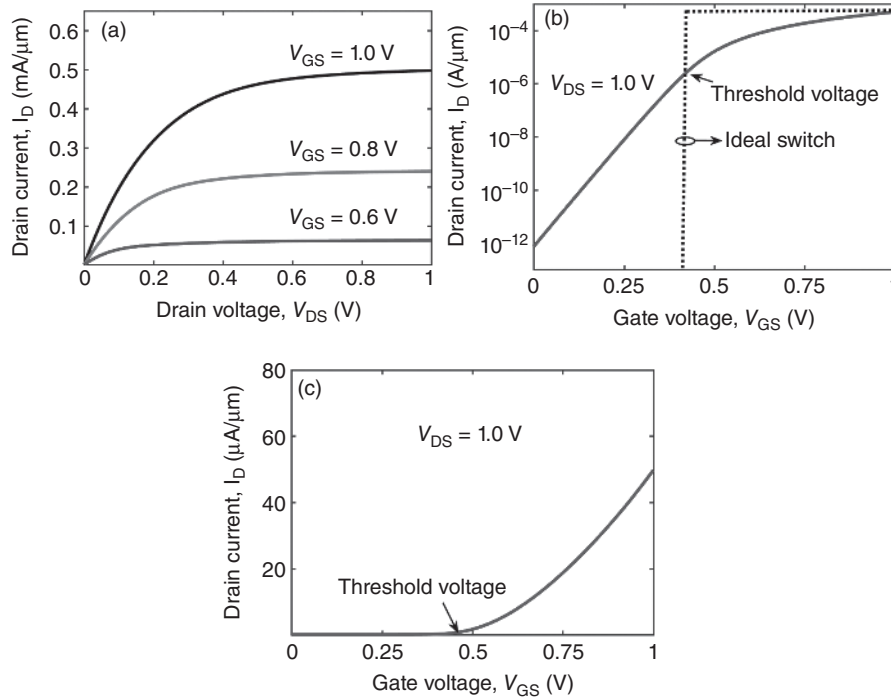 (a)
Drain current, I_D (mA/μm)
0.6
0.5
0.4
0.3
0.2
0.1
V_GS = 1.0 V
V_GS = 0.8 V
V_GS = 0.6 V
0 0.2 0.4 0.6 0.8 1
Drain voltage, V_DS (V)
(b)
Drain current, I_D (A/μm)
10⁻⁴
10⁻⁶
10⁻⁸
10⁻¹⁰
10⁻¹²
V_DS = 1.0 V
Threshold voltage
Ideal switch
0 0.25 0.5 0.75 1
Gate voltage, V_GS (V)
(c)
Drain current, I_D (μA/μm)
80
60
40
20
V_DS = 1.0 V
Threshold voltage
0 0.25 0.5 0.75 1
Gate voltage, V_GS (V)